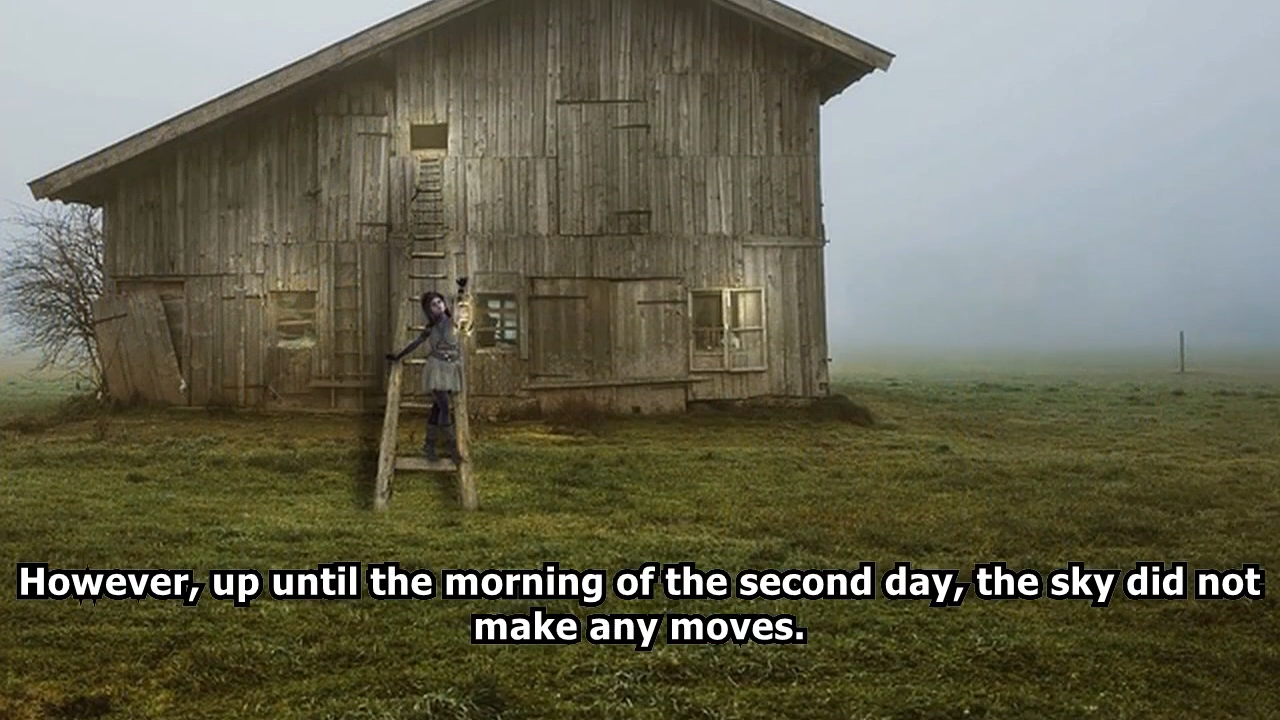 However, up until the morning of the second day, the sky did not
make any moves.